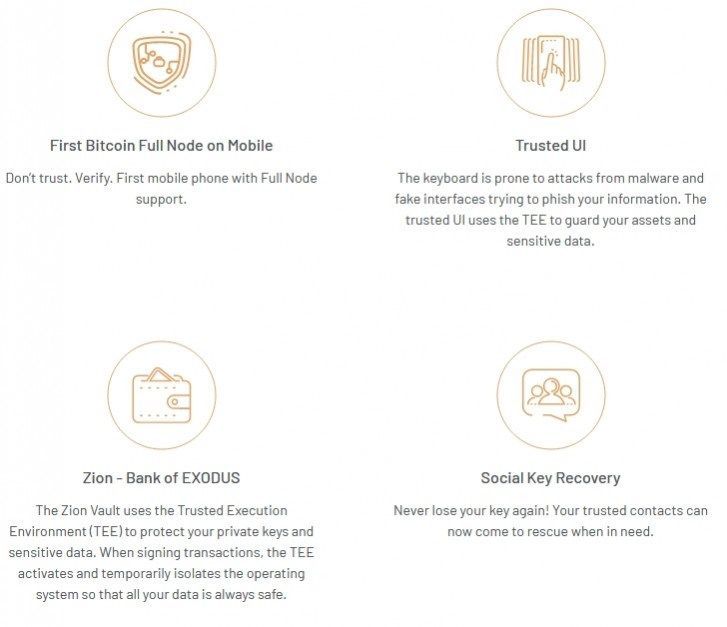 First Bitcoin Full Node on Mobile
Don't trust. Verify. First mobile phone with Full Node
support.
Trusted UI
The keyboard is prone to attacks from malware and
fake interfaces trying to phish your information. The
trusted UI uses the TEE to guard your assets and
sensitive data.
Zion - Bank of EXODUS
The Zion Vault uses the Trusted Execution
Environment (TEE) to protect your private keys and
sensitive data. When signing transactions, the TEE
activates and temporarily isolates the operating
system so that all your data is always safe.
Social Key Recovery
Never lose your key again! Your trusted contacts can
now come to rescue when in need.